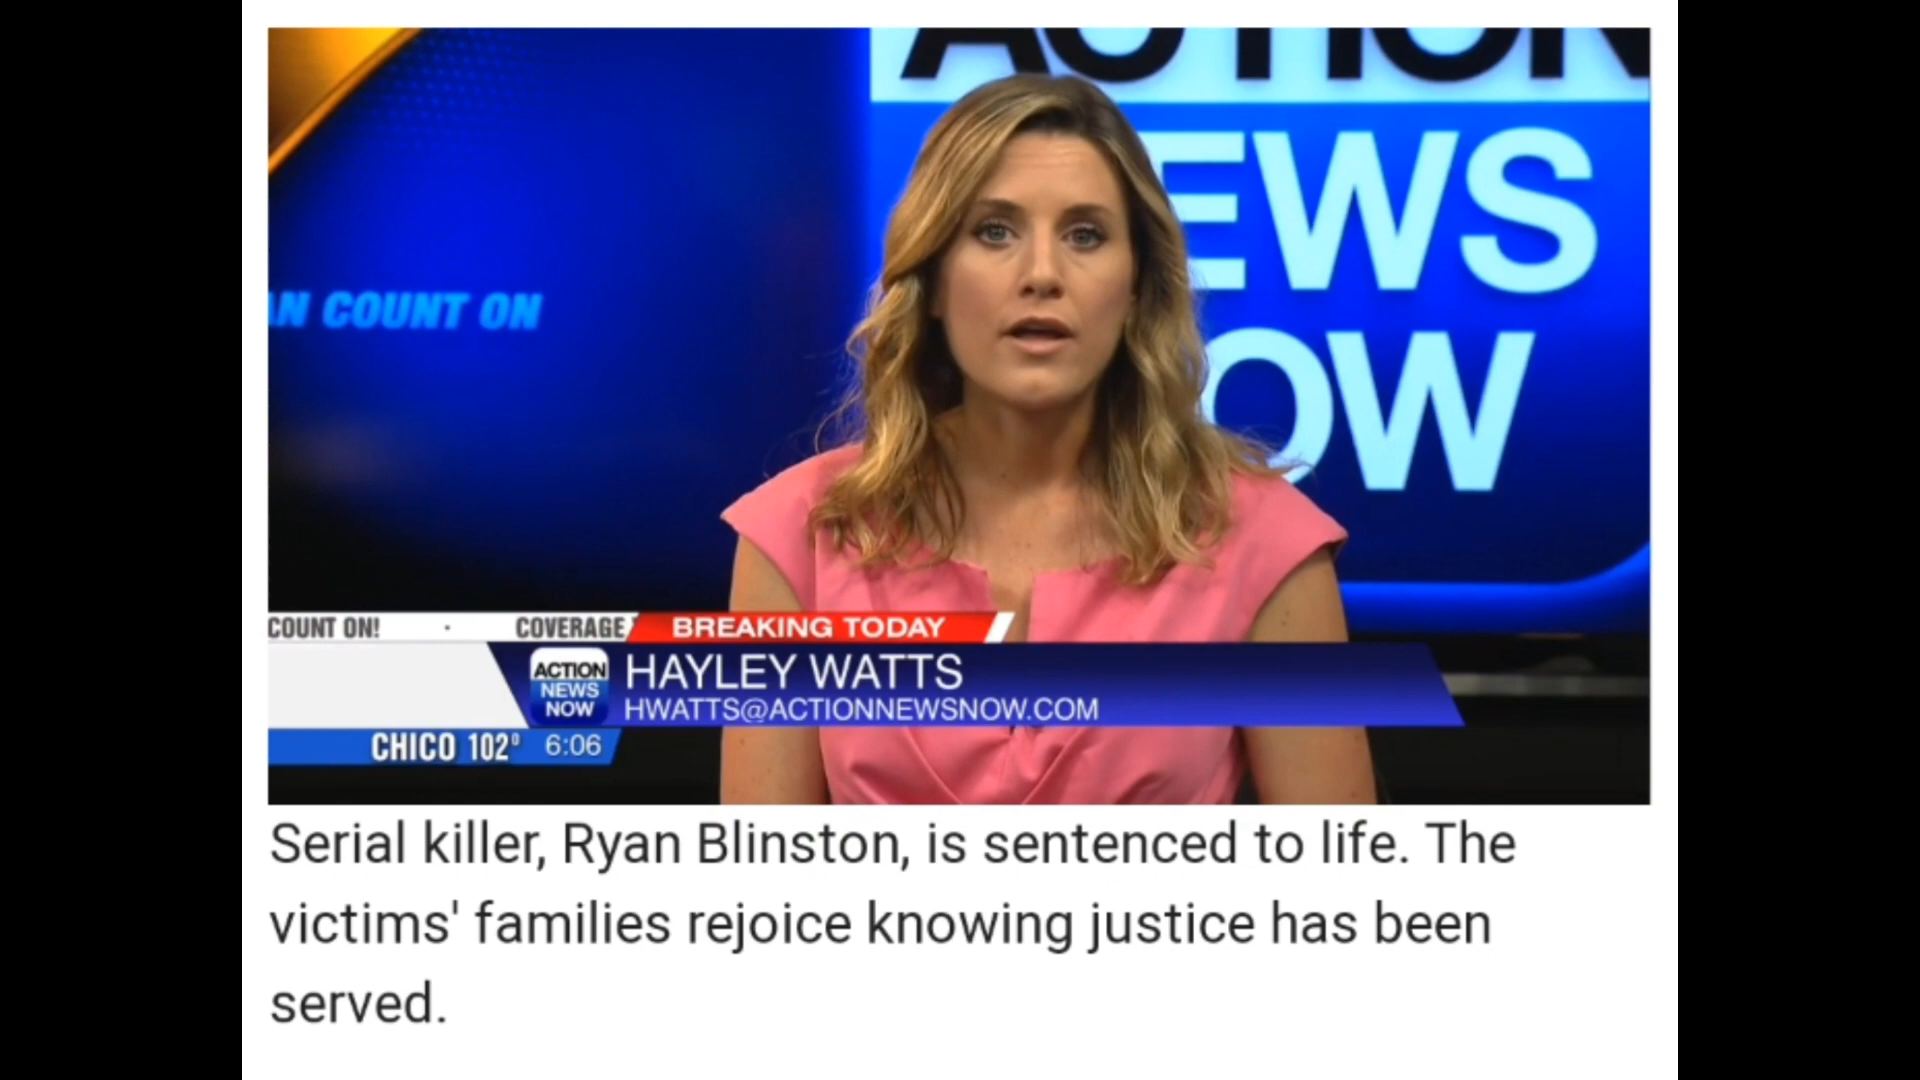 ACTION
EWS
OW
AN COUNT ON
COUNT ON! · COVERAGE
BREAKING TODAY
ACTION
NEWS
NOW
HAYLEY WATTS
HWATTS@ACTIONNEWSNOW.COM
CHICO 102° 6:06
Serial killer, Ryan Blinston, is sentenced to life. The
victims' families rejoice knowing justice has been
served.